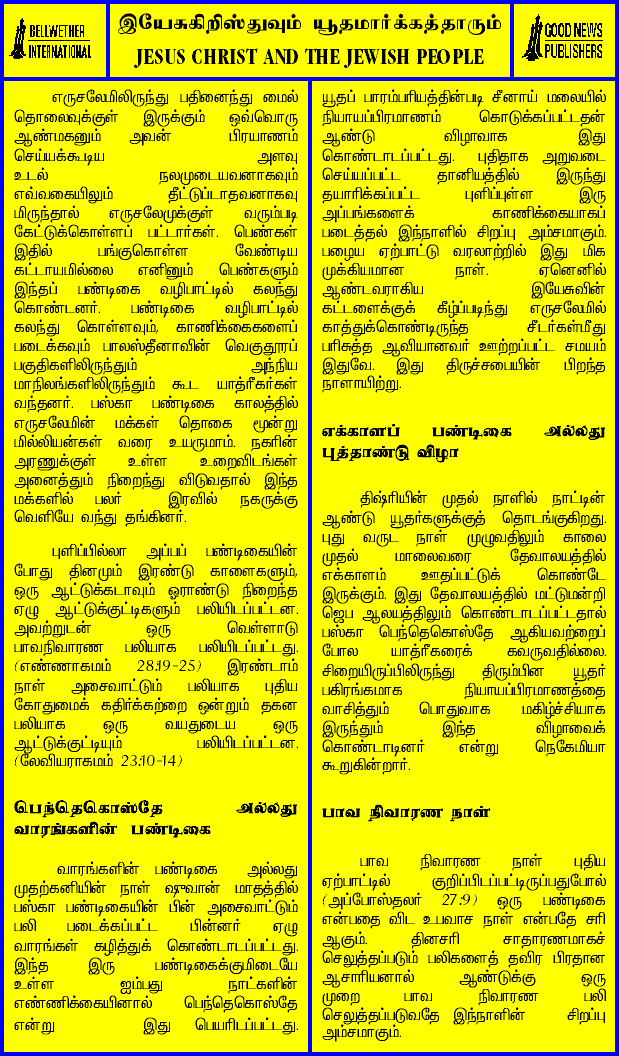 BELLWETHER
INTERNATIONAL
இயேசுகிறிஸ்துவும் யூதமார்க்கத்தாரும்
JESUS CHRIST AND THE JEWISH PEOPLE
GOOD NEWS
PUBLISHERS
எருசலேமிலிருந்து பதினைந்து மைல்
தொலைவுக்குள் இருக்கும் ஒவ்வொரு
ஆண்மகனும் அவன் பிரயாணம்
செய்யக்கூடிய அளவு
உடல் நலமுடையவனாகவும்
எவ்வகையிலும் தீட்டுப்படாதவனாகவு
மிருந்தால் எருசலேமுக்குள் வரும்படி
கேட்டுக்கொள்ளப் பட்டார்கள். பெண்கள்
இதில் பங்குகொள்ள வேண்டிய
கட்டாயமில்லை எனினும் பெண்களும்
இந்தப் பண்டிகை வழிபாட்டில் கலந்து
கொண்டனர். பண்டிகை வழிபாட்டில்
கலந்து கொள்ளவும், காணிக்கைகளைப்
படைக்கவும் பாலஸ்தீனாவின் வெகுதூரப்
பகுதிகளிலிருந்தும் அந்நிய
மாநிலங்களிலிருந்தும் கூட யாத்ரீகர்கள்
வந்தனர். பஸ்கா பண்டிகை காலத்தில்
எருசலேமின் மக்கள் தொகை மூன்று
மில்லியன்கள் வரை உயருமாம். நகரின்
அரணுக்குள் உள்ள உறைவிடங்கள்
அனைத்தும் நிறைந்து விடுவதால் இந்த
மக்களில் பலர் இரவில் நகருக்கு
வெளியே வந்து தங்கினர்.
புளிப்பில்லா அப்பப் பண்டிகையின்
போது தினமும் இரண்டு காளைகளும்,
ஒரு ஆட்டுக்கடாவும் ஓராண்டு நிறைந்த
ஏழு ஆட்டுக்குட்டிகளும் பலியிடப்பட்டன.
அவற்றுடன் ஒரு வெள்ளாடு
பாவநிவாரண பலியாக பலியிடப்பட்டது.
(எண்ணாகமம் 28:19-25) இரண்டாம்
நாள் அசைவாட்டும் பலியாக புதிய
கோதுமைக் கதிர்க்கற்றை ஒன்றும் தகன
பலியாக ஒரு வயதுடைய ஒரு
ஆட்டுக்குட்டியும் பலியிடப்பட்டன.
(லேவியராகமம் 23:10-14)
பெந்தெகொஸ்தே அல்லது
வாரங்களின் பண்டிகை
வாரங்களின் பண்டிகை அல்லது
முதற்கனியின் நாள் ஷுவான் மாதத்தில்
பஸ்கா பண்டிகையின் பின் அசைவாட்டும்
பலி படைக்கப்பட்ட பின்னர் ஏழு
வாரங்கள் கழித்துக் கொண்டாடப்பட்டது.
இந்த இரு பண்டிகைக்குமிடையே
உள்ள ஐம்பது நாட்களின்
எண்ணிக்கையினால் பெந்தெகொஸ்தே
என்று இது பெயரிடப்பட்டது.
யூதப் பாரம்பரியத்தின்படி சீனாய் மலையில்
நியாயப்பிரமாணம் கொடுக்கப்பட்டதன்
ஆண்டு விழாவாக இது
கொண்டாடப்பட்டது. புதிதாக அறுவடை
செய்யப்பட்ட தானியத்தில் இருந்து
தயாரிக்கப்பட்ட புளிப்புள்ள இரு
அப்பங்களைக் காணிக்கையாகப்
படைத்தல் இந்நாளில் சிறப்பு அம்சமாகும்.
பழைய ஏற்பாட்டு வரலாற்றில் இது மிக
முக்கியமான நாள். ஏனெனில்
ஆண்டவராகிய இயேசுவின்
கட்டளைக்குக் கீழ்ப்படிந்து எருசலேமில்
காத்துக்கொண்டிருந்த சீடர்கள்மீது
பரிசுத்த ஆவியானவர் ஊற்றப்பட்ட சமயம்
இதுவே. இது திருச்சபையின் பிறந்த
நாளாயிற்று.
எக்காளப் பண்டிகை அல்லது
புத்தாண்டு விழா
திஷ்ரியின் முதல் நாளில் நாட்டின்
ஆண்டு யூதர்களுக்குத் தொடங்குகிறது.
புது வருட நாள் முழுவதிலும் காலை
முதல் மாலைவரை தேவாலயத்தில்
எக்காளம் ஊதப்பட்டுக் கொண்டே
இருக்கும். இது தேவாலயத்தில் மட்டுமன்றி
ஜெப ஆலயத்திலும் கொண்டாடப்பட்டதால்
பஸ்கா பெந்தெகொஸ்தே ஆகியவற்றைப்
போல யாத்ரீகரைக் கவருவதில்லை.
சிறையிருப்பிலிருந்து திரும்பின யூதர்
பகிரங்கமாக நியாயப்பிரமாணத்தை
வாசித்தும் பொதுவாக மகிழ்ச்சியாக
இருந்தும் இந்த விழாவைக்
கொண்டாடினர் என்று நெகேமியா
கூறுகின்றார்.
பாவ நிவாரண நாள்
பாவ நிவாரண நாள் புதிய
ஏற்பாட்டில் குறிப்பிடப்பட்டிருப்பதுபோல்
(அப்போஸ்தலர் 27:9) ஒரு பண்டிகை
என்பதை விட உபவாச நாள் என்பதே சரி
ஆகும். தினசரி சாதாரணமாகச்
செலுத்தப்படும் பலிகளைத் தவிர பிரதான
ஆசாரியனால் ஆண்டுக்கு ஒரு
முறை பாவ நிவாரண பலி
செலுத்தப்படுவதே இந்நாளின் சிறப்பு
அம்சமாகும்.